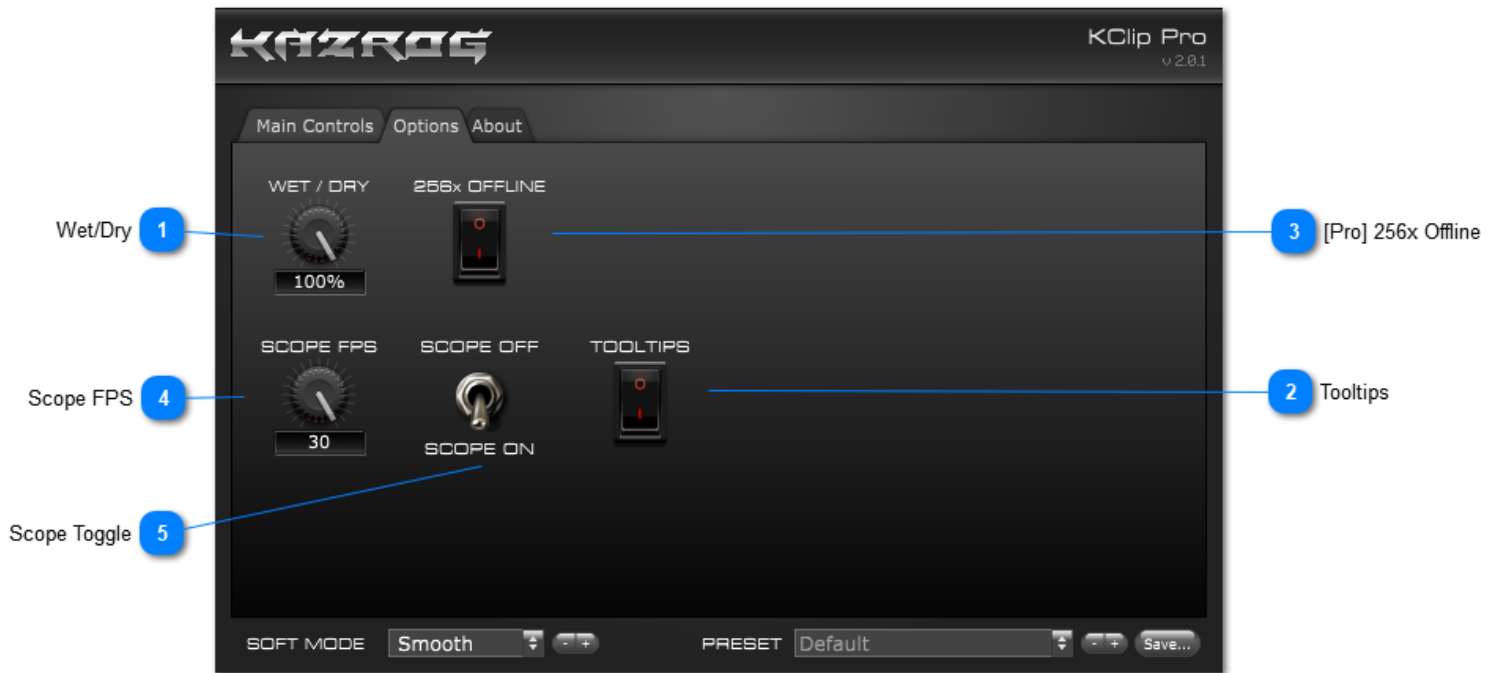 KAZROG
KClip Pro
v 2.0.1
Main Controls Options About
WET / DRY 256x OFFLINE
Wet/Dry 1
3 [Pro] 256x Offline
O
I
100%
SCOPE FPS SCOPE OFF TOOLTIPS
Scope FPS 4
2 Tooltips
O
I
30
SCOPE ON
Scope Toggle 5
SOFT MODE Smooth - + PRESET Default - + Save...